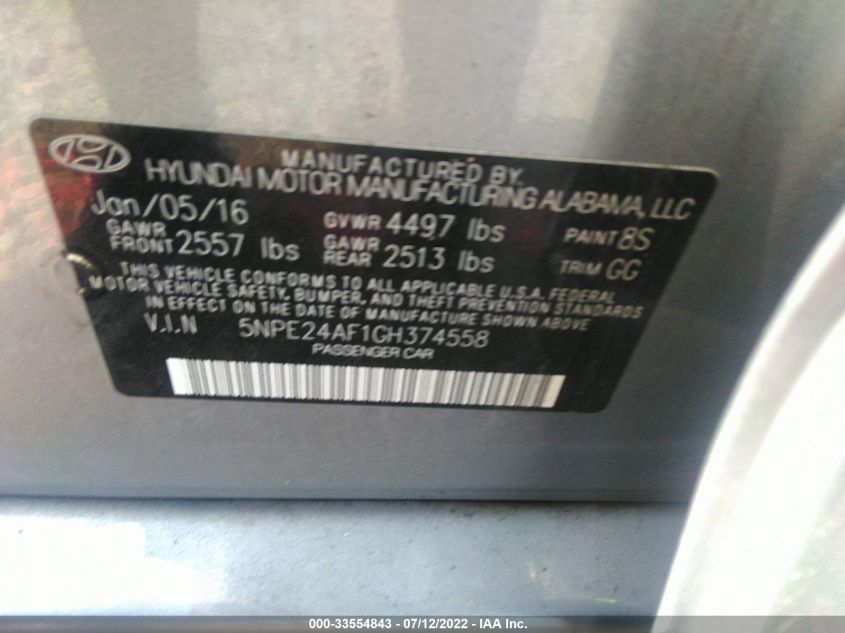 MANUFACTURED BY.
HYUNDAI MOTOR MANUFACTURING ALABAMA, LLC
Jan/05/16 GVWR 4497 lbs PAINT 8S
GAWR FRONT 2557 lbs GAWR REAR 2513 lbs TRIM GG
THIS VEHICLE CONFORMS TO ALL APPLICABLE U.S.A. FEDERAL
MOTOR VEHICLE SAFETY, BUMPER, AND THEFT PREVENTION STANDARDS
IN EFFECT ON THE DATE OF MANUFACTURE SHOWN ABOVE.
V.I.N 5NPE24AF1GH374558
PASSENGER CAR
000-33554843 - 07/12/2022 - IAA Inc.